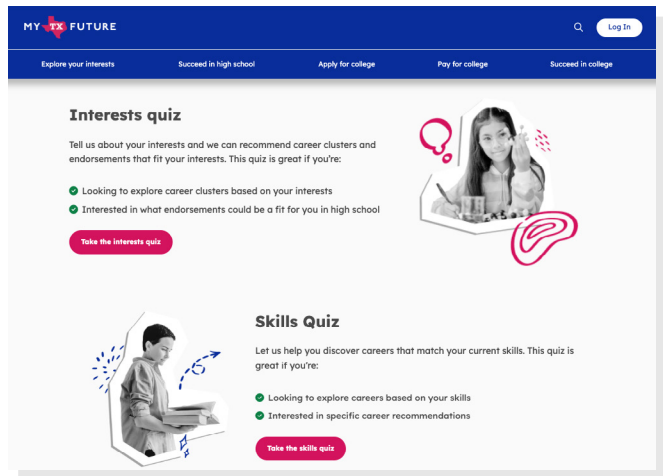 MY TX FUTURE
Log In
Explore your interests
Succeed in high school
Apply for college
Pay for college
Succeed in college
Interests quiz
Tell us about your interests and we can recommend career clusters and
endorsements that fit your interests. This quiz is great if you're:
Looking to explore career clusters based on your interests
Interested in what endorsements could be a fit for you in high school
Take the interests quiz
Skills Quiz
Let us help you discover careers that match your current skills. This quiz is
great if you're:
Looking to explore careers based on your skills
Interested in specific career recommendations
Take the skills quiz